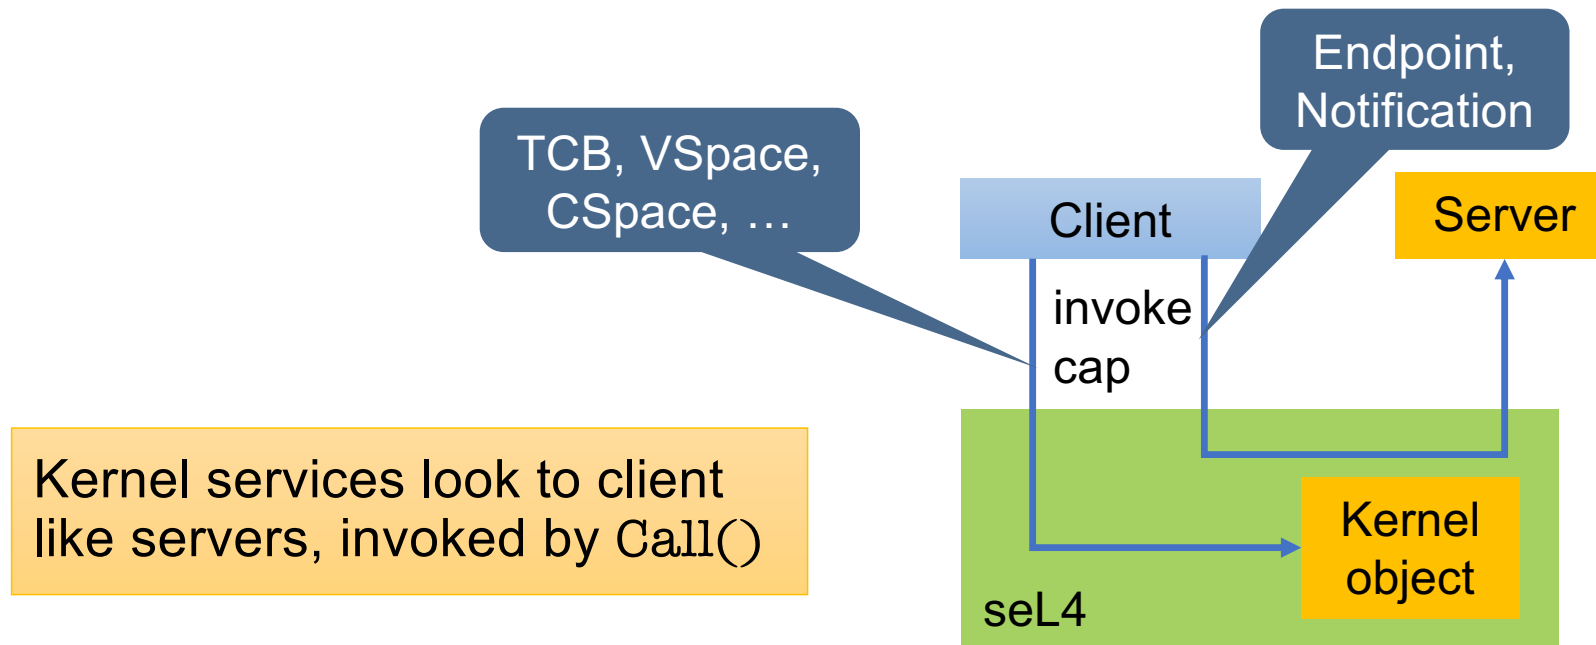 Endpoint,
Notification
TCB, VSpace,
CSpace, …
Client
Server
invoke
cap
Kernel services look to client
like servers, invoked by Call()
Kernel
object
seL4